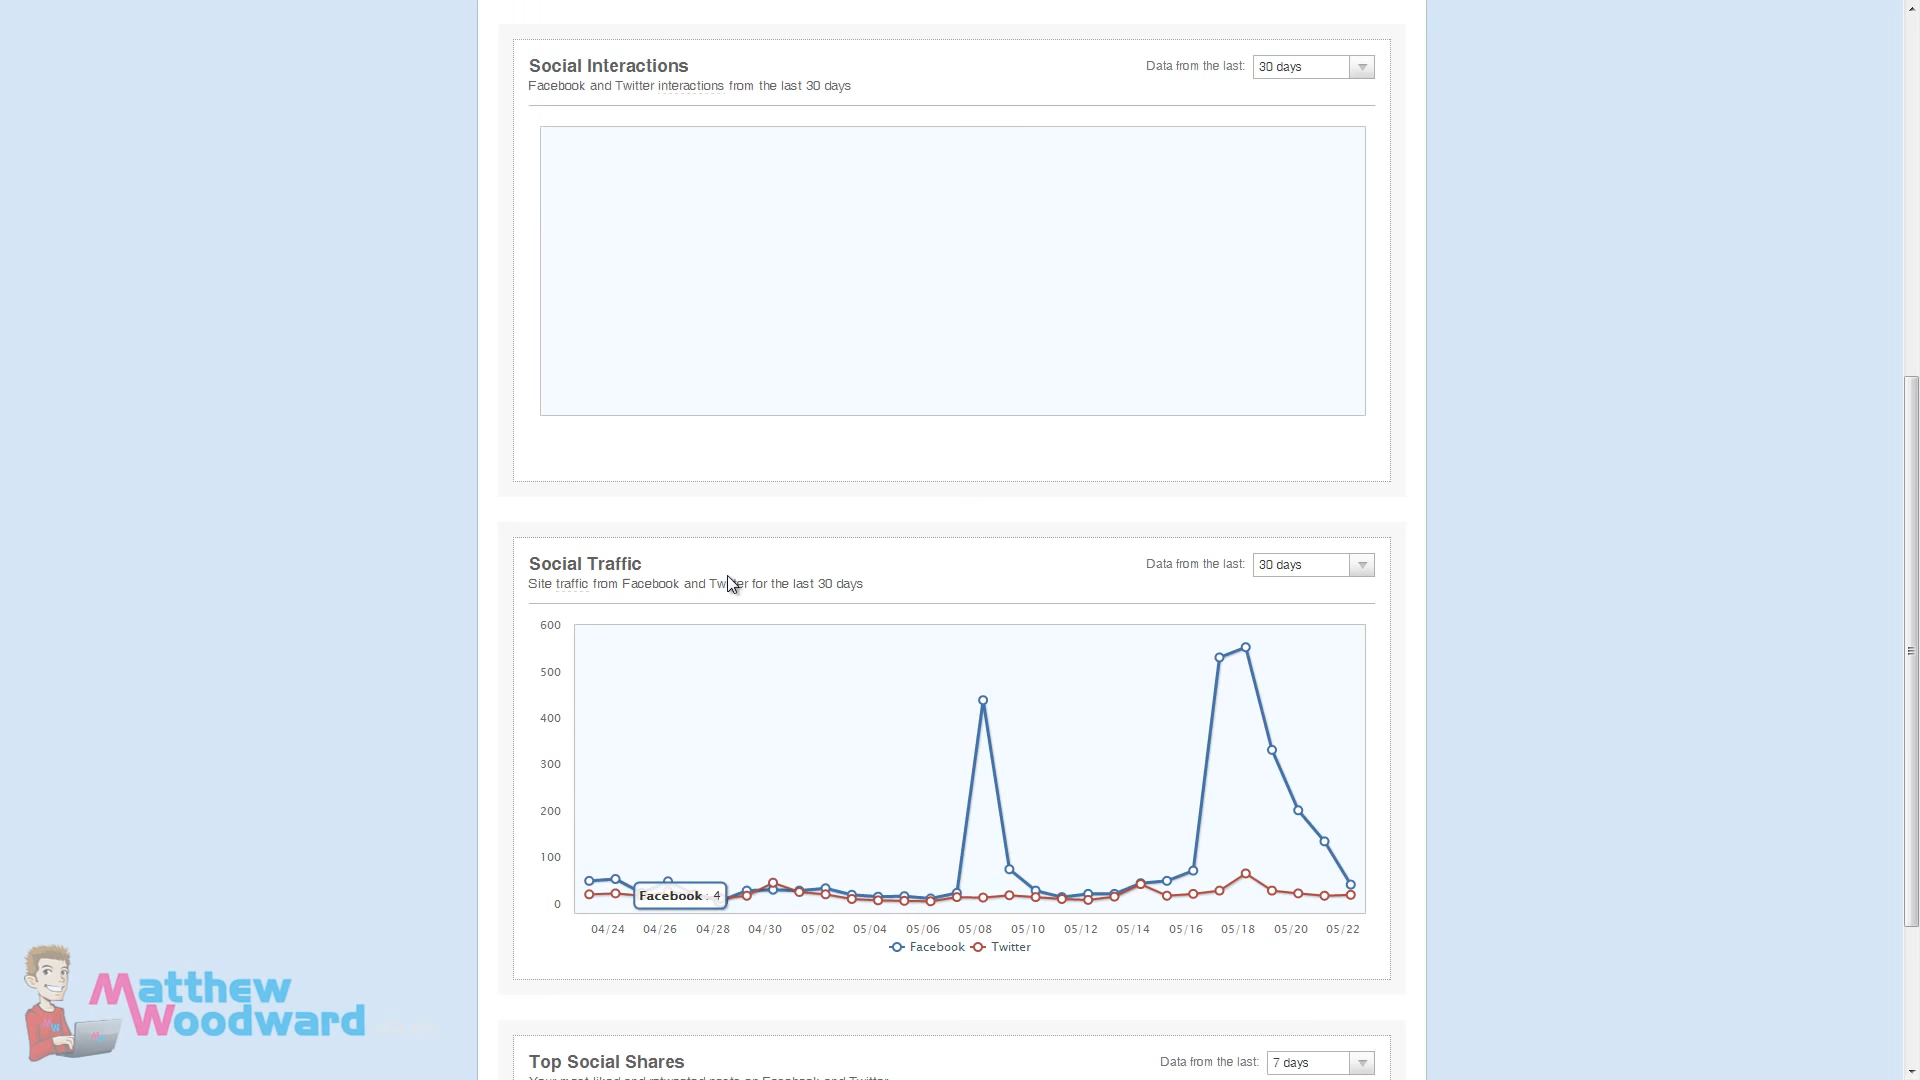 Social Interactions
Data from the last: 30 days
Facebook and Twitter interactions from the last 30 days
Social Traffic
Data from the last: 30 days
Site traffic from Facebook and Twitter for the last 30 days
600
500
400
300
200
100
0
Facebook : 4
04/24 04/26 04/28 04/30 05/02 05/04 05/06 05/08 05/10 05/12 05/14 05/16 05/18 05/20 05/22
Facebook Twitter
Matthew
Woodward
Top Social Shares
Data from the last: 7 days